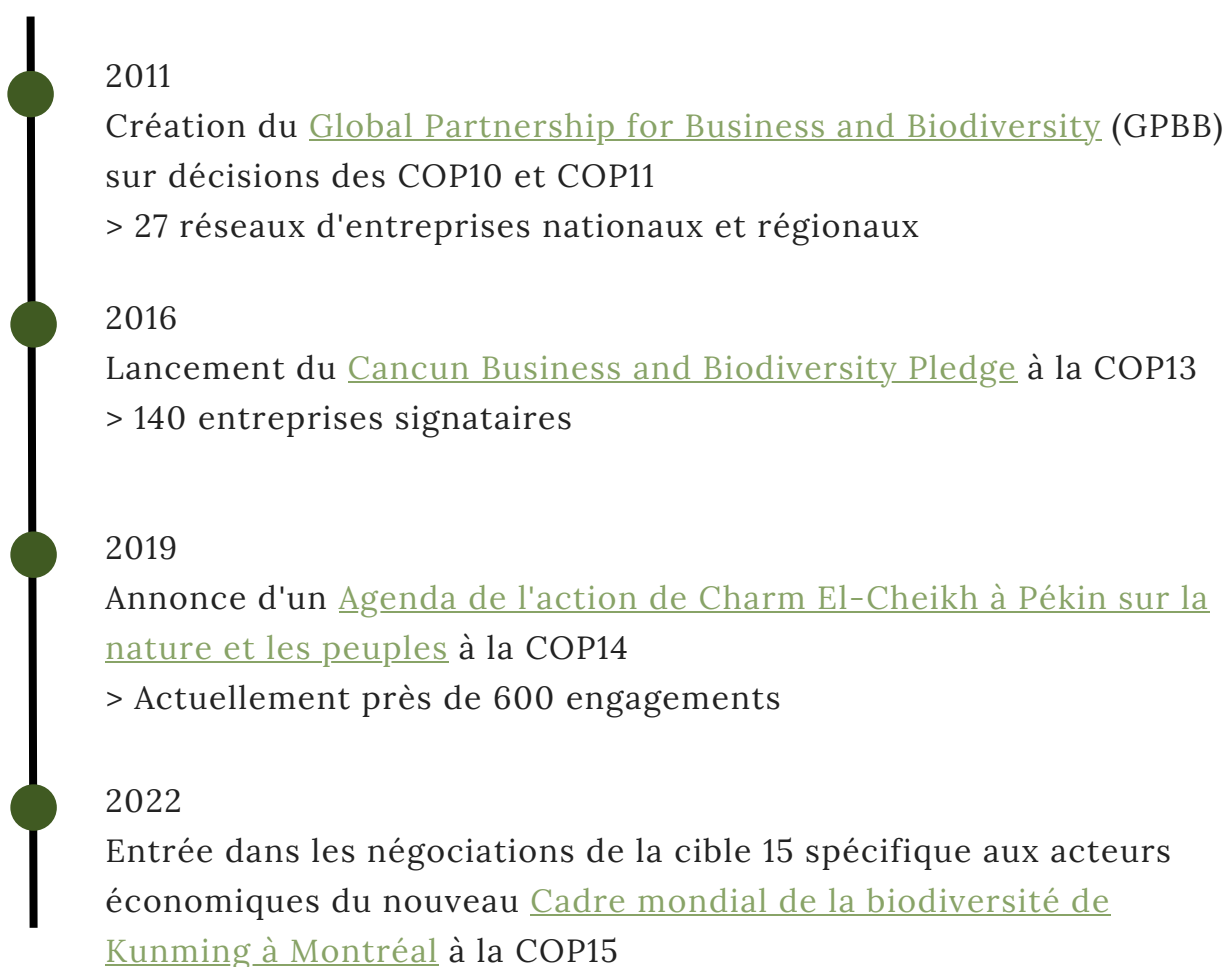 2011
Création du Global Partnership for Business and Biodiversity (GPBB)
sur décisions des COP10 et COP11
> 27 réseaux d'entreprises nationaux et régionaux
2016
Lancement du Cancun Business and Biodiversity Pledge à la COP13
> 140 entreprises signataires
2019
Annonce d'un Agenda de l'action de Charm El-Cheikh à Pékin sur la
nature et les peuples à la COP14
> Actuellement près de 600 engagements
2022
Entrée dans les négociations de la cible 15 spécifique aux acteurs
économiques du nouveau Cadre mondial de la biodiversité de
Kunming à Montréal à la COP15